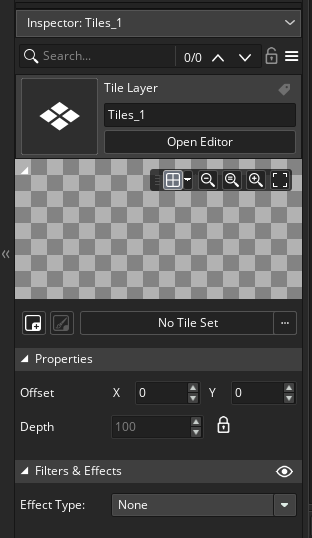 Inspector: Tiles_1
Search...
0/0
Tile Layer
Tiles_1
Open Editor
No Tile Set
...
Properties
Offset X 0 Y 0
Depth 100
Filters & Effects
Effect Type: None